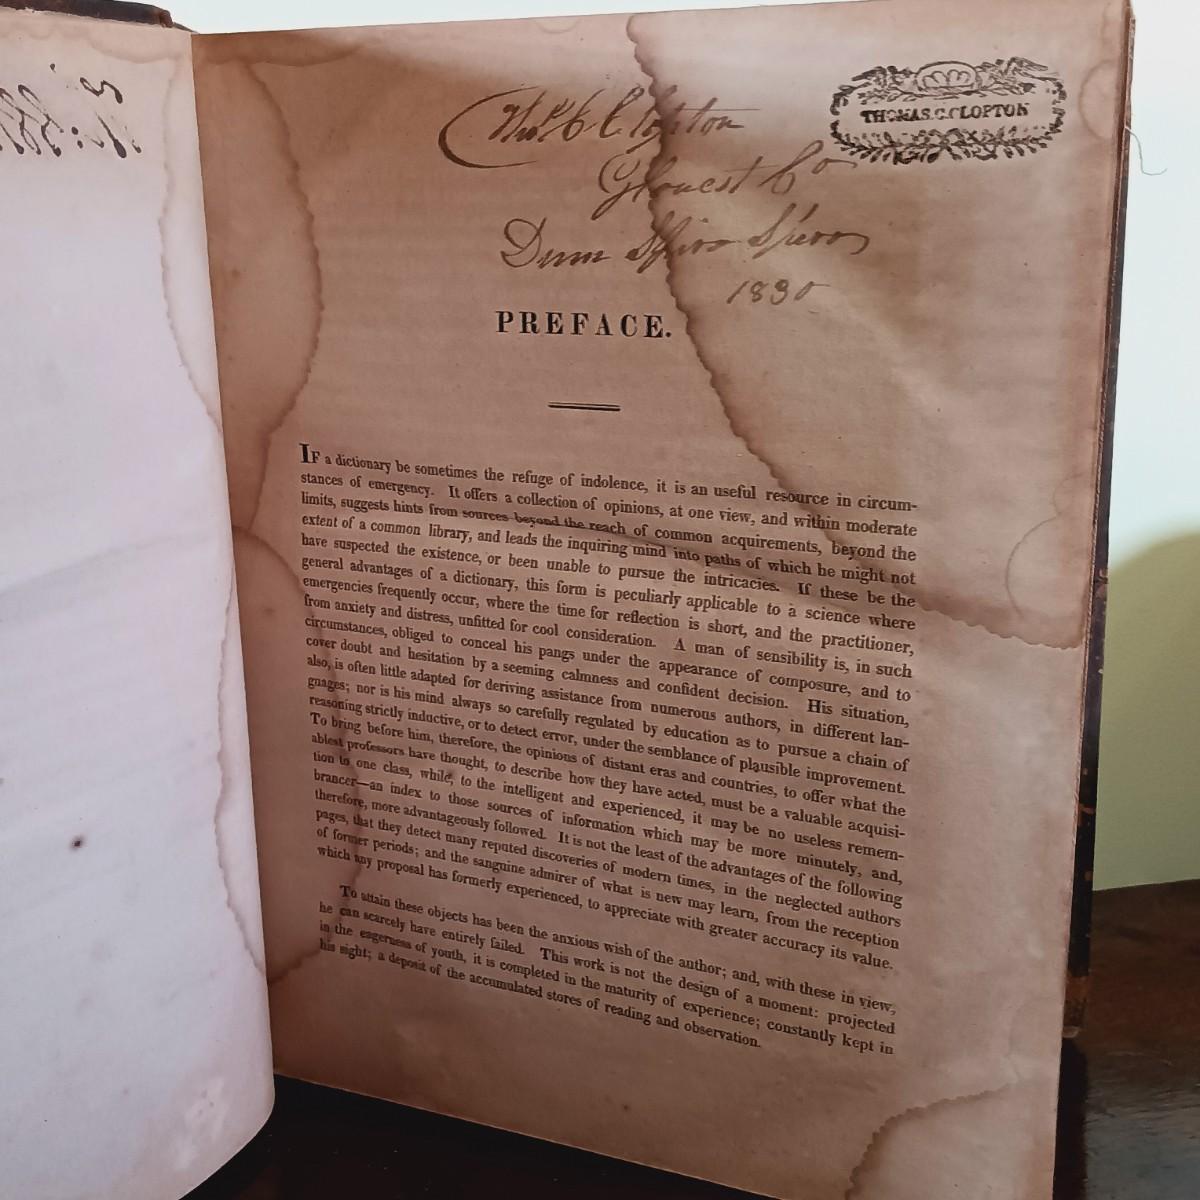 THOMAS.C.CLOPTON
Thos C Clopton
Gloucest Co
Dum Spiro Spero
1830
PREFACE.
IF a dictionary be sometimes the refuge of indolence, it is an useful resource in circum-
stances of emergency. It offers a collection of opinions, at one view, and within moderate
limits, suggests hints from sources beyond the reach of common acquirements, beyond the
extent of a common library, and leads the inquiring mind into paths of which he might not
have suspected the existence, or been unable to pursue the intricacies. If these be the
general advantages of a dictionary, this form is peculiarly applicable to a science where
emergencies frequently occur, where the time for reflection is short, and the practitioner,
from anxiety and distress, unfitted for cool consideration. A man of sensibility is, in such
circumstances, obliged to conceal his pangs under the appearance of composure, and to
cover doubt and hesitation by a seeming calmness and confident decision. His situation,
also, is often little adapted for deriving assistance from numerous authors, in different lan-
guages; nor is his mind always so carefully regulated by education as to pursue a chain of
reasoning strictly inductive, or to detect error, under the semblance of plausible improvement.
To bring before him, therefore, the opinions of distant eras and countries, to offer what the
ablest professors have thought, to describe how they have acted, must be a valuable acquisi-
tion to one class, while, to the intelligent and experienced, it may be no useless remem-
brancer—an index to those sources of information which may be more minutely, and,
therefore, more advantageously followed. It is not the least of the advantages of the following
pages, that they detect many reputed discoveries of modern times, in the neglected authors
of former periods; and the sanguine admirer of what is new may learn, from the reception
which any proposal has formerly experienced, to appreciate with greater accuracy its value.
To attain these objects has been the anxious wish of the author; and, with these in view,
he can scarcely have entirely failed. This work is not the design of a moment: projected
in the eagerness of youth, it is completed in the maturity of experience; constantly kept in
his sight; a deposit of the accumulated stores of reading and observation.